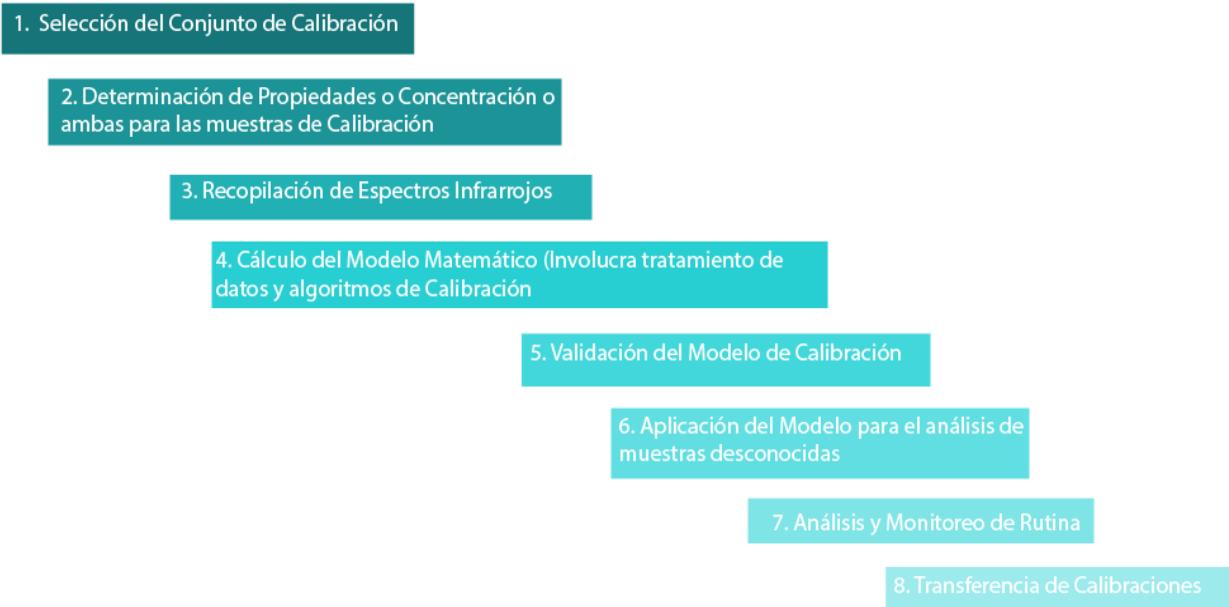 1. Selección del Conjunto de Calibración
2. Determinación de Propiedades o Concentración o
ambas para las muestras de Calibración
3. Recopilación de Espectros Infrarrojos
4. Cálculo del Modelo Matemático (Involucra tratamiento de
datos y algoritmos de Calibración
5. Validación del Modelo de Calibración
6. Aplicación del Modelo para el análisis de
muestras desconocidas
7. Análisis y Monitoreo de Rutina
8. Transferencia de Calibraciones